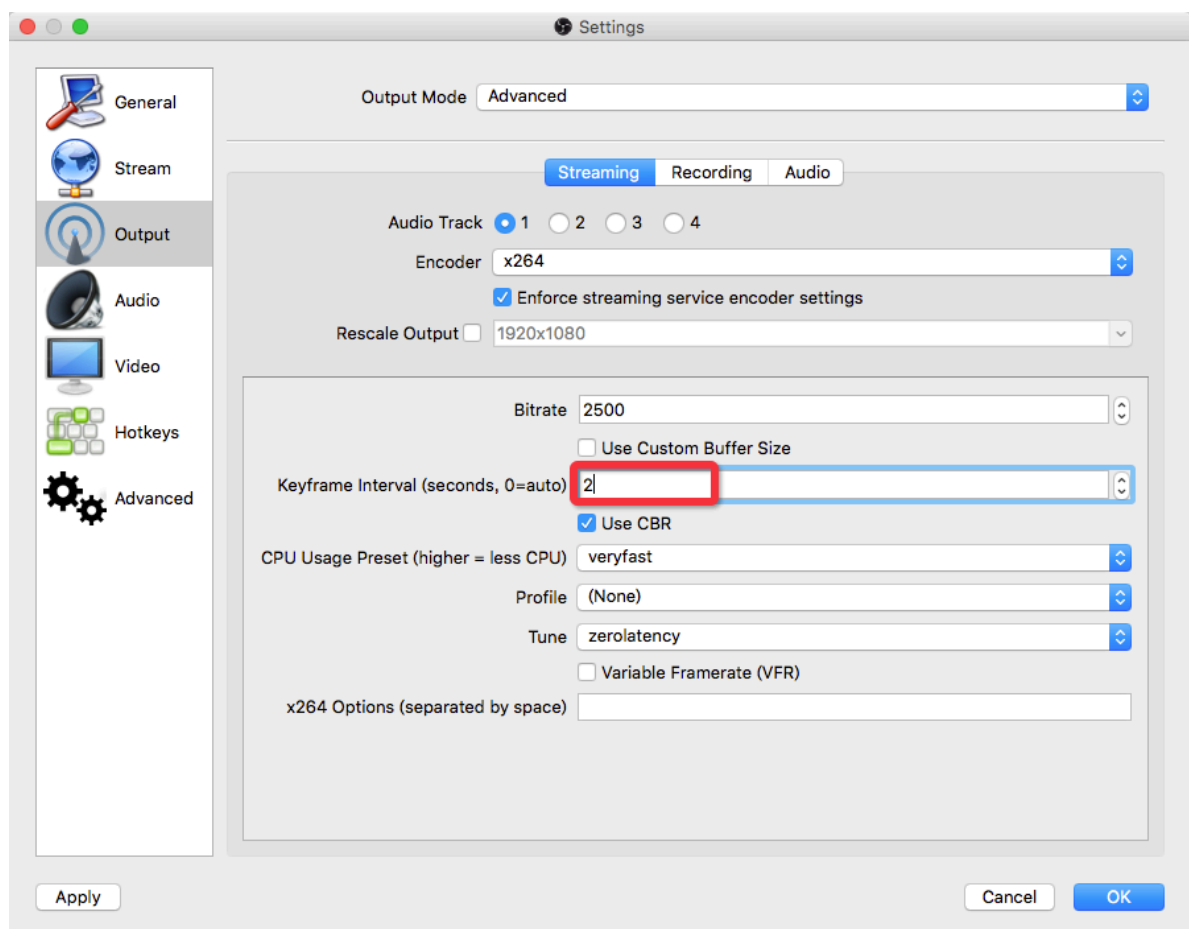 Settings
General
Stream
Output
Audio
Video
Hotkeys
Advanced
Output Mode Advanced
Streaming Recording Audio
Audio Track 1 2 3 4
Encoder x264
Enforce streaming service encoder settings
Rescale Output 1920x1080
Bitrate 2500
Use Custom Buffer Size
Keyframe Interval (seconds, 0=auto) 2
Use CBR
CPU Usage Preset (higher = less CPU) veryfast
Profile (None)
Tune zerolatency
Variable Framerate (VFR)
x264 Options (separated by space)
Apply Cancel OK